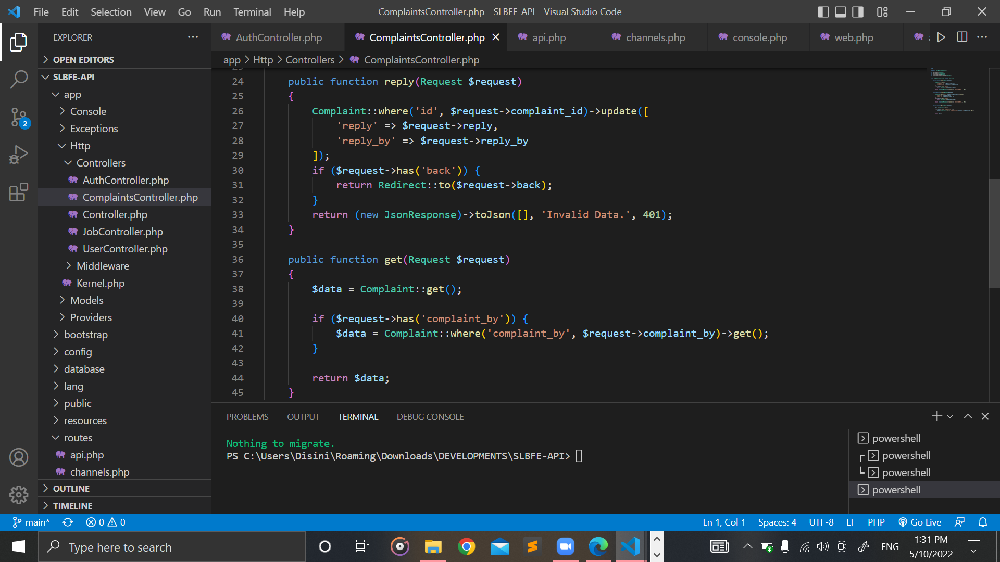 File Edit Selection View Go Run Terminal Help
ComplaintsController.php - SLBFE-API - Visual Studio Code
EXPLORER
OPEN EDITORS
SLBFE-API
app
Console
Exceptions
Http
Controllers
AuthController.php
ComplaintsController.php
Controller.php
JobController.php
UserController.php
Middleware
Kernel.php
Models
Providers
bootstrap
config
database
lang
public
resources
routes
api.php
channels.php
OUTLINE
TIMELINE
2
AuthController.php ComplaintsController.php api.php channels.php console.php web.php
app > Http > Controllers > ComplaintsController.php
24 public function reply(Request $request)
25 {
26 Complaint::where('id', $request->complaint_id)->update([
27 'reply' => $request->reply,
28 'reply_by' => $request->reply_by
29 ]);
30 if ($request->has('back')) {
31 return Redirect::to($request->back);
32 }
33 return (new JsonResponse)->toJson([], 'Invalid Data.', 401);
34 }
35
36 public function get(Request $request)
37 {
38 $data = Complaint::get();
39
40 if ($request->has('complaint_by')) {
41 $data = Complaint::where('complaint_by', $request->complaint_by)->get();
42 }
43
44 return $data;
45 }
PROBLEMS OUTPUT TERMINAL DEBUG CONSOLE
Nothing to migrate.
PS C:\Users\Disini\Roaming\Downloads\DEVELOPMENTS\SLBFE-API>
powershell
powershell
powershell
powershell
main* 0 0
Ln 1, Col 1 Spaces: 4 UTF-8 LF PHP Go Live
Type here to search
ENG
1:31 PM
5/10/2022